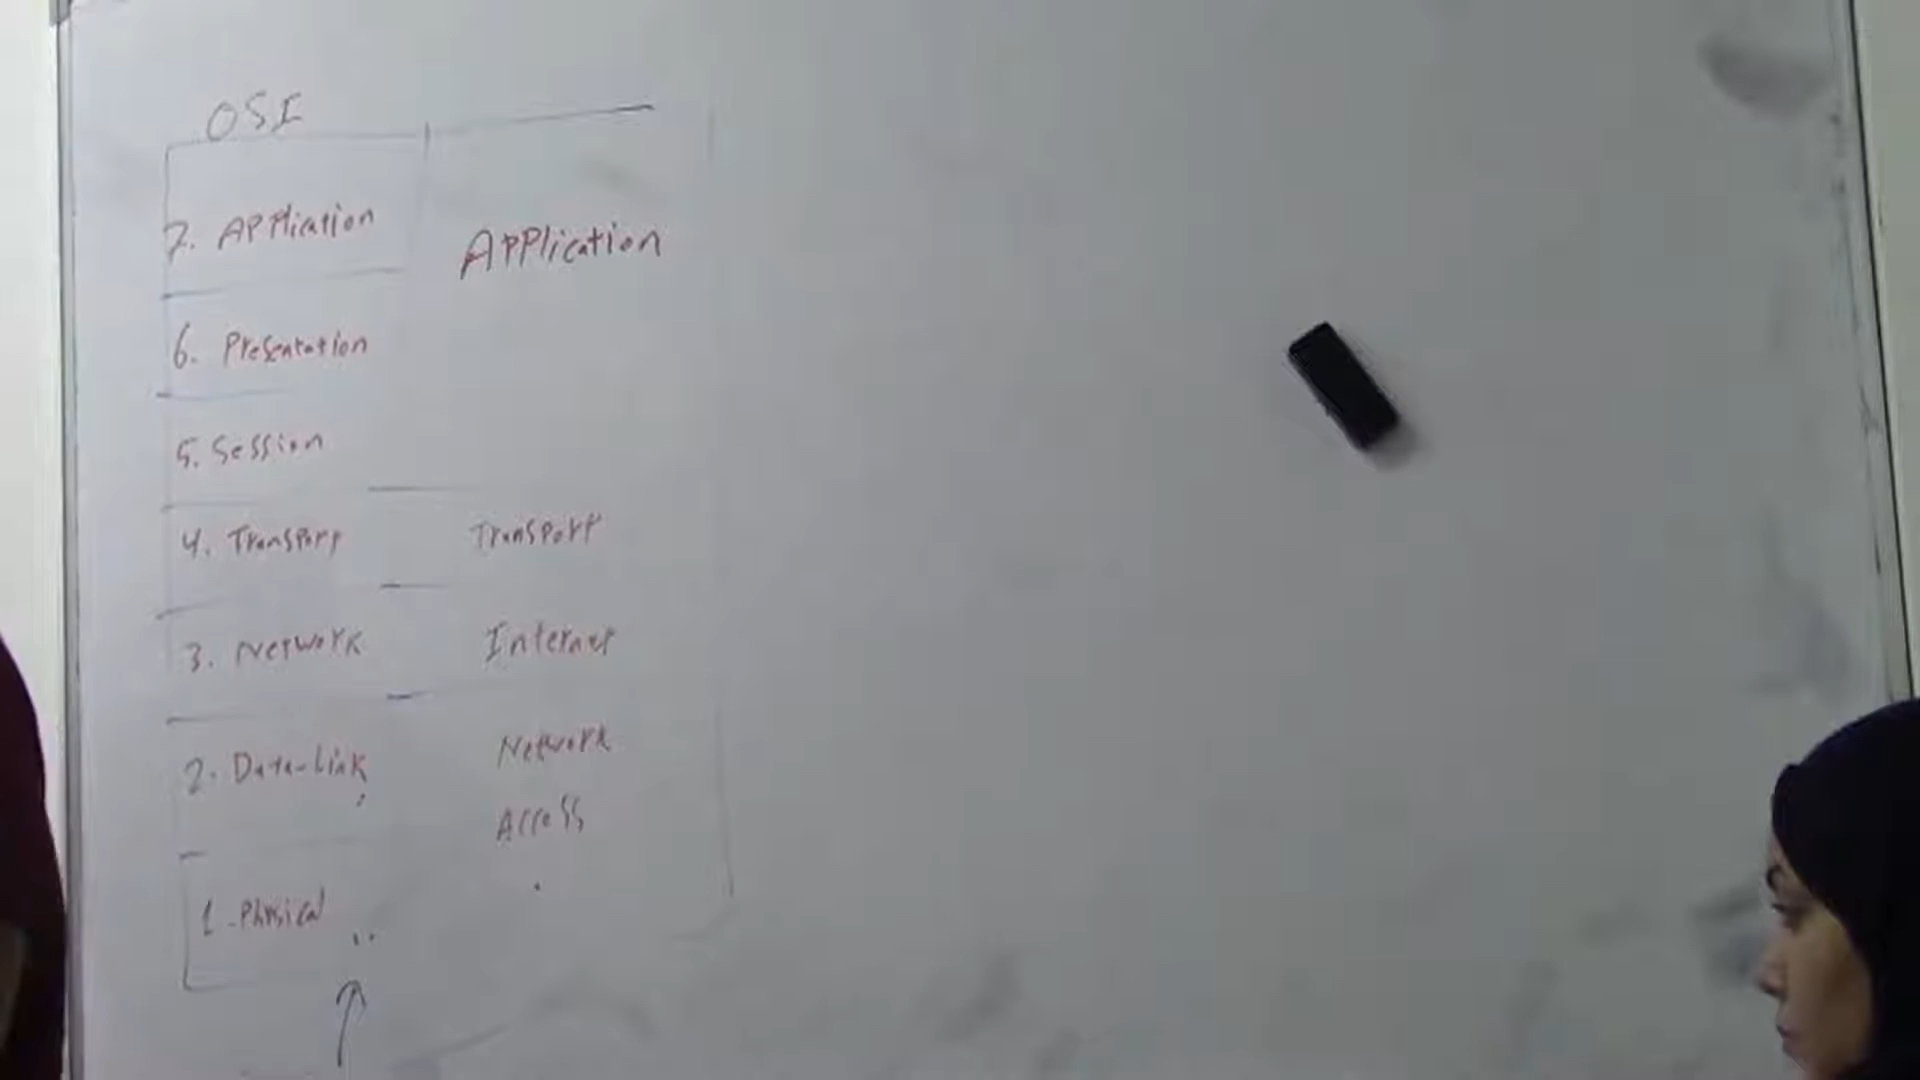 OSI
7. Application
Application
6. Presentation
5. Session
4. Transport
Transport
3. Network
Internet
2. Data-Link
Network
Access
1. Physical